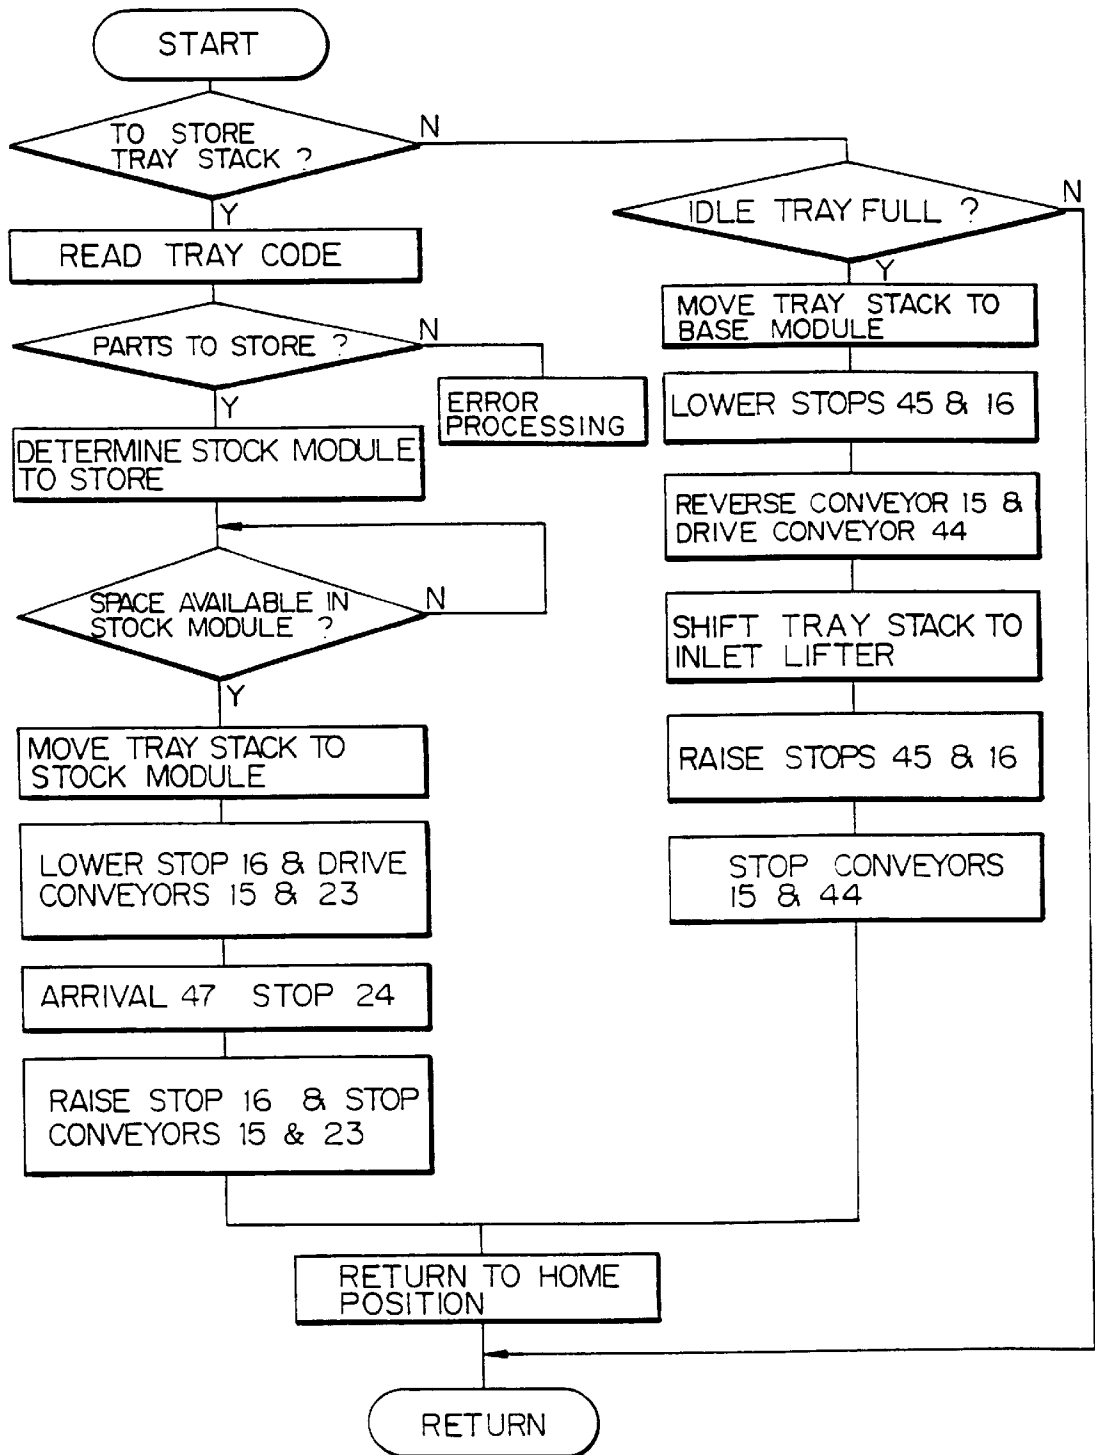 START
TO STORE
TRAY STACK ?
N
Y
READ TRAY CODE
PARTS TO STORE ?
N
Y
ERROR
PROCESSING
DETERMINE STOCK MODULE
TO STORE
SPACE AVAILABLE IN
STOCK MODULE ?
N
Y
MOVE TRAY STACK TO
STOCK MODULE
LOWER STOP 16 & DRIVE
CONVEYORS 15 & 23
ARRIVAL 47 STOP 24
RAISE STOP 16 & STOP
CONVEYORS 15 & 23
IDLE TRAY FULL ?
N
Y
MOVE TRAY STACK TO
BASE MODULE
LOWER STOPS 45 & 16
REVERSE CONVEYOR 15 &
DRIVE CONVEYOR 44
SHIFT TRAY STACK TO
INLET LIFTER
RAISE STOPS 45 & 16
STOP CONVEYORS
15 & 44
RETURN TO HOME
POSITION
RETURN